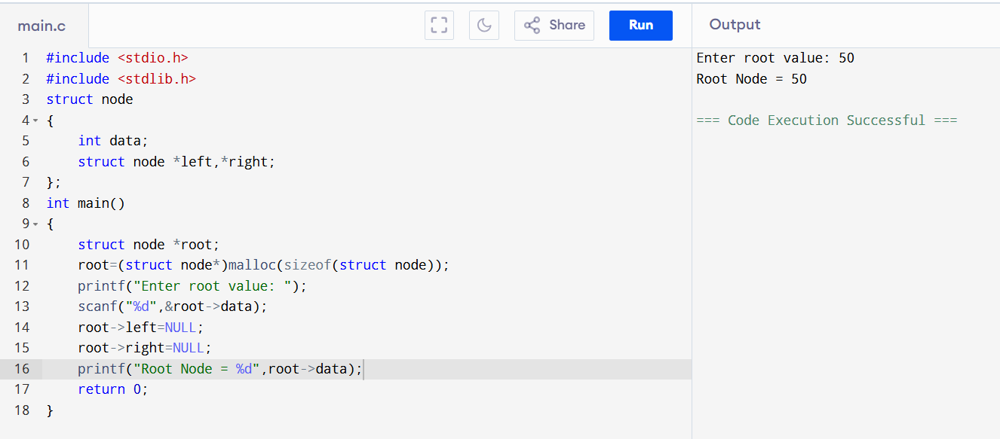 main.c
Share
Run
Output
1 #include <stdio.h>
2 #include <stdlib.h>
3 struct node
4 {
5     int data;
6     struct node *left,*right;
7 };
8 int main()
9 {
10     struct node *root;
11     root=(struct node*)malloc(sizeof(struct node));
12     printf("Enter root value: ");
13     scanf("%d",&root->data);
14     root->left=NULL;
15     root->right=NULL;
16     printf("Root Node = %d",root->data);
17     return 0;
18 }
Enter root value: 50
Root Node = 50
=== Code Execution Successful ===